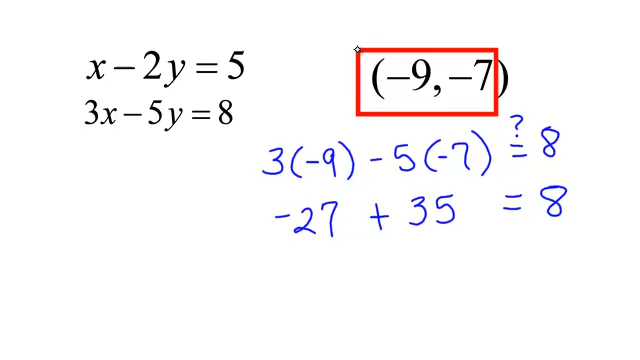 x − 2y = 5
(−9, −7)
3x − 5y = 8
3(-9) - 5(-7) ≟ 8
-27 + 35 = 8